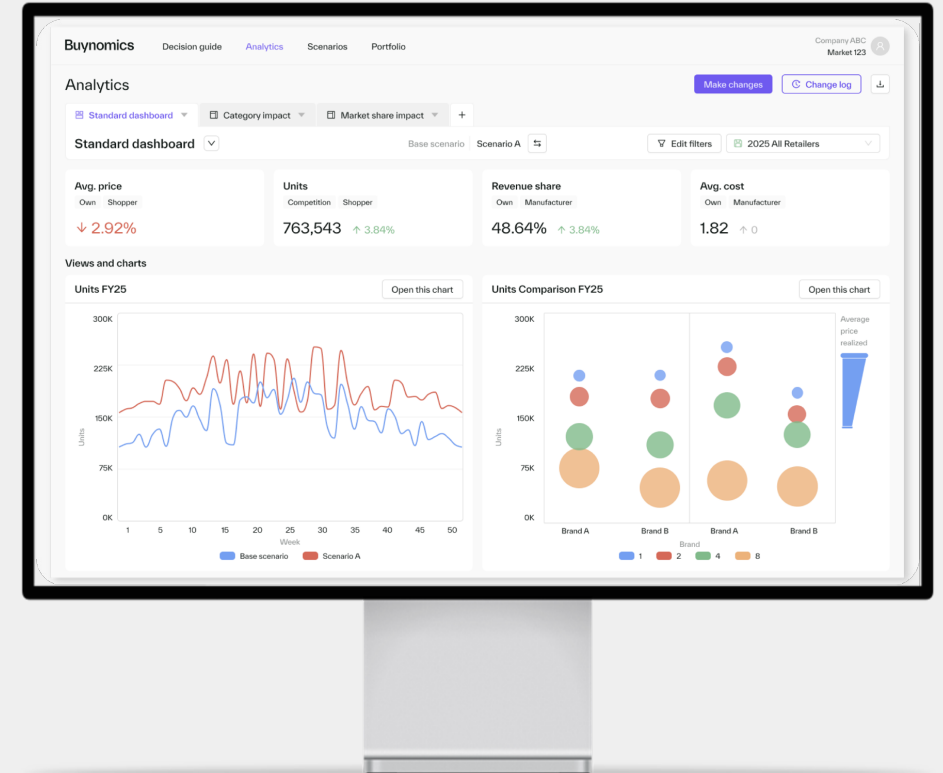 Buynomics Decision guide Analytics Scenarios Portfolio
Company ABC
Market 123
Analytics
Make changes Change log
Standard dashboard Category impact Market share impact +
Standard dashboard Base scenario Scenario A Edit filters 2025 All Retailers
Avg. price Units Revenue share Avg. cost
Own Shopper Competition Shopper Own Manufacturer Own Manufacturer
↓ 2.92% 763,543 ↑ 3.84% 48.64% ↑ 3.84% 1.82 ↑ 0
Views and charts
Units FY25 Open this chart
300K
225K
150K
75K
0K
Units
1 5 10 15 20 25 30 35 40 45 50
Week
Base scenario Scenario A
Units Comparison FY25 Open this chart
300K
225K
150K
75K
0K
Units
Average
price
realized
Brand A Brand B Brand A Brand B
Brand
1 2 4 8